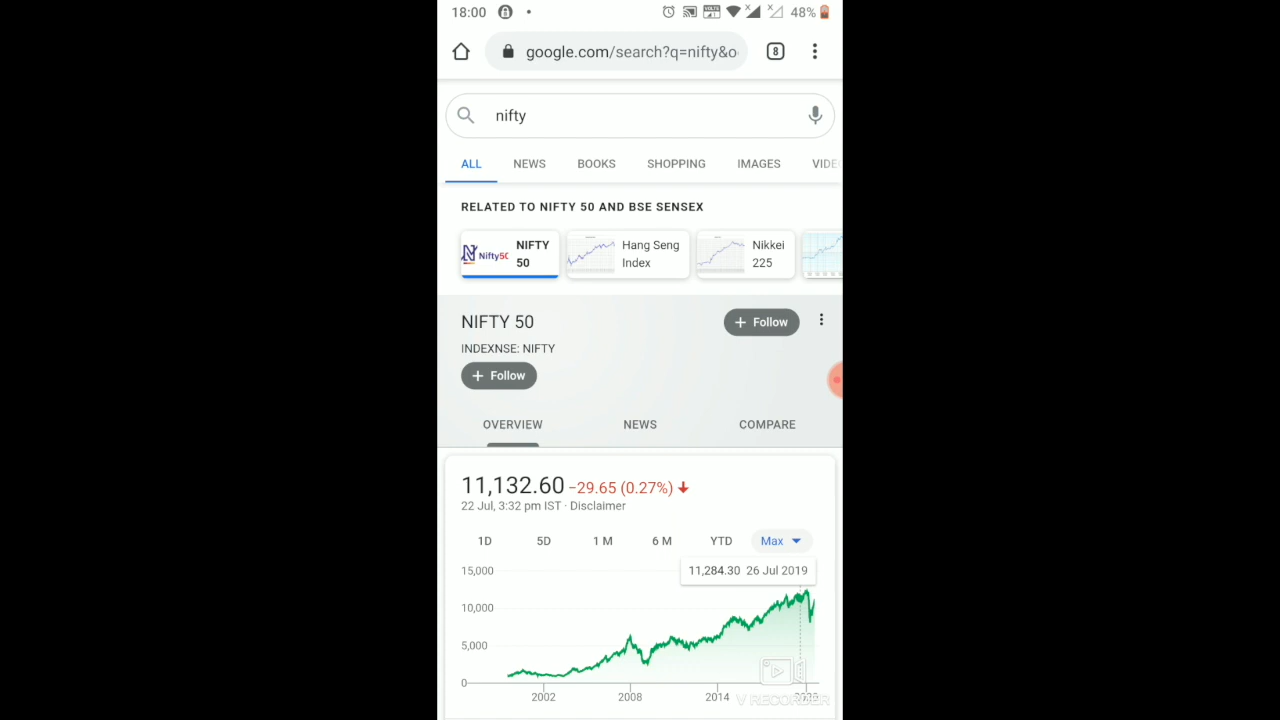 18:00 48%
google.com/search?q=nifty&o 8
nifty
ALL NEWS BOOKS SHOPPING IMAGES VIDE
RELATED TO NIFTY 50 AND BSE SENSEX
Nifty50 NIFTY 50
Hang Seng Index
Nikkei 225
NIFTY 50 + Follow
INDEXNSE: NIFTY
+ Follow
OVERVIEW NEWS COMPARE
11,132.60 −29.65 (0.27%)
22 Jul, 3:32 pm IST · Disclaimer
1D 5D 1 M 6 M YTD Max
11,284.30 26 Jul 2019
15,000
10,000
5,000
0
2002 2008 2014
V RECORDER